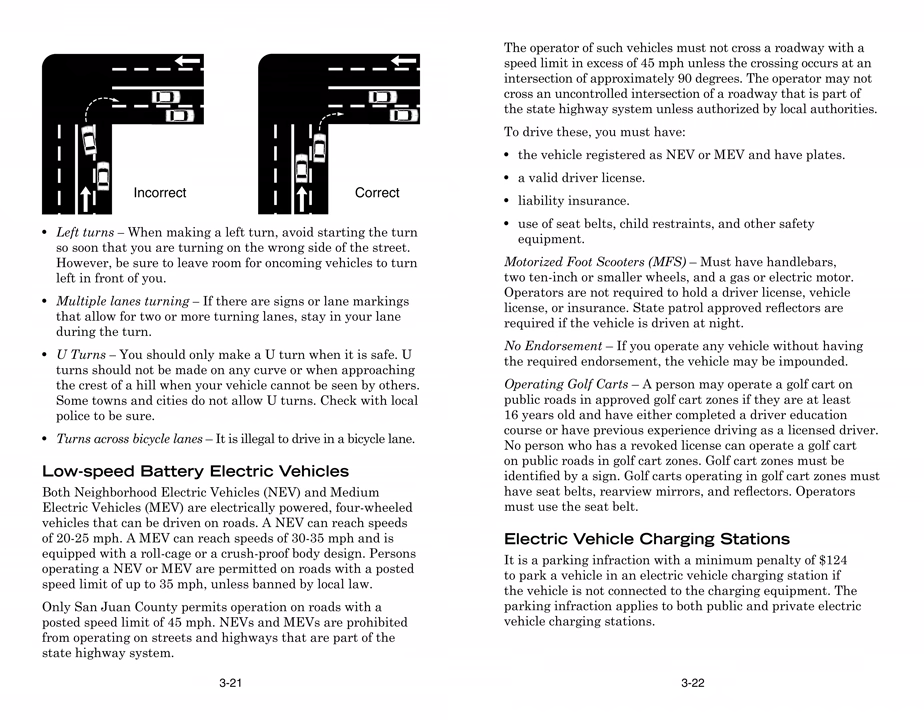 Incorrect
Correct
• Left turns – When making a left turn, avoid starting the turn
so soon that you are turning on the wrong side of the street.
However, be sure to leave room for oncoming vehicles to turn
left in front of you.
• Multiple lanes turning – If there are signs or lane markings
that allow for two or more turning lanes, stay in your lane
during the turn.
• U Turns – You should only make a U turn when it is safe. U
turns should not be made on any curve or when approaching
the crest of a hill when your vehicle cannot be seen by others.
Some towns and cities do not allow U turns. Check with local
police to be sure.
• Turns across bicycle lanes – It is illegal to drive in a bicycle lane.
Low-speed Battery Electric Vehicles
Both Neighborhood Electric Vehicles (NEV) and Medium
Electric Vehicles (MEV) are electrically powered, four-wheeled
vehicles that can be driven on roads. A NEV can reach speeds
of 20-25 mph. A MEV can reach speeds of 30-35 mph and is
equipped with a roll-cage or a crush-proof body design. Persons
operating a NEV or MEV are permitted on roads with a posted
speed limit of up to 35 mph, unless banned by local law.
Only San Juan County permits operation on roads with a
posted speed limit of 45 mph. NEVs and MEVs are prohibited
from operating on streets and highways that are part of the
state highway system.
3-21
The operator of such vehicles must not cross a roadway with a
speed limit in excess of 45 mph unless the crossing occurs at an
intersection of approximately 90 degrees. The operator may not
cross an uncontrolled intersection of a roadway that is part of
the state highway system unless authorized by local authorities.
To drive these, you must have:
• the vehicle registered as NEV or MEV and have plates.
• a valid driver license.
• liability insurance.
• use of seat belts, child restraints, and other safety
equipment.
Motorized Foot Scooters (MFS) – Must have handlebars,
two ten-inch or smaller wheels, and a gas or electric motor.
Operators are not required to hold a driver license, vehicle
license, or insurance. State patrol approved reflectors are
required if the vehicle is driven at night.
No Endorsement – If you operate any vehicle without having
the required endorsement, the vehicle may be impounded.
Operating Golf Carts – A person may operate a golf cart on
public roads in approved golf cart zones if they are at least
16 years old and have either completed a driver education
course or have previous experience driving as a licensed driver.
No person who has a revoked license can operate a golf cart
on public roads in golf cart zones. Golf cart zones must be
identified by a sign. Golf carts operating in golf cart zones must
have seat belts, rearview mirrors, and reflectors. Operators
must use the seat belt.
Electric Vehicle Charging Stations
It is a parking infraction with a minimum penalty of $124
to park a vehicle in an electric vehicle charging station if
the vehicle is not connected to the charging equipment. The
parking infraction applies to both public and private electric
vehicle charging stations.
3-22